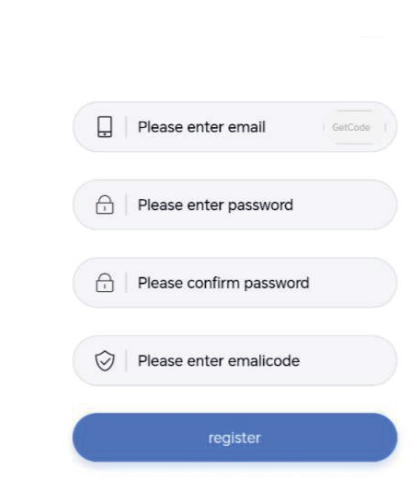 Please enter email GetCode
Please enter password
Please confirm password
Please enter emalicode
register